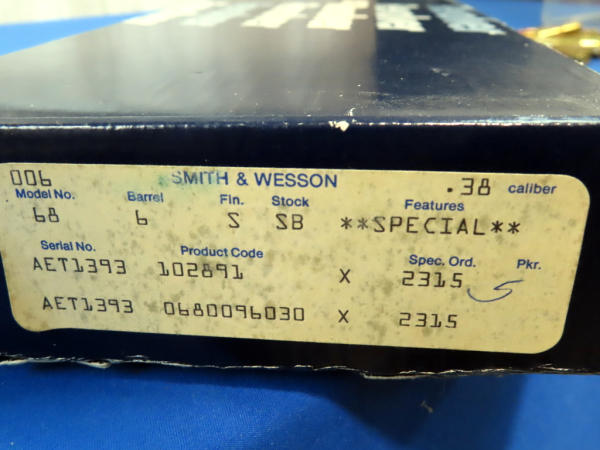 006 SMITH & WESSON .38 caliber
Model No. Barrel Fin. Stock Features
68 6 S SB **SPECIAL**
Serial No. Product Code Spec. Ord. Pkr.
AET1393 102891 X 2315 5
AET1393 0680096030 X 2315